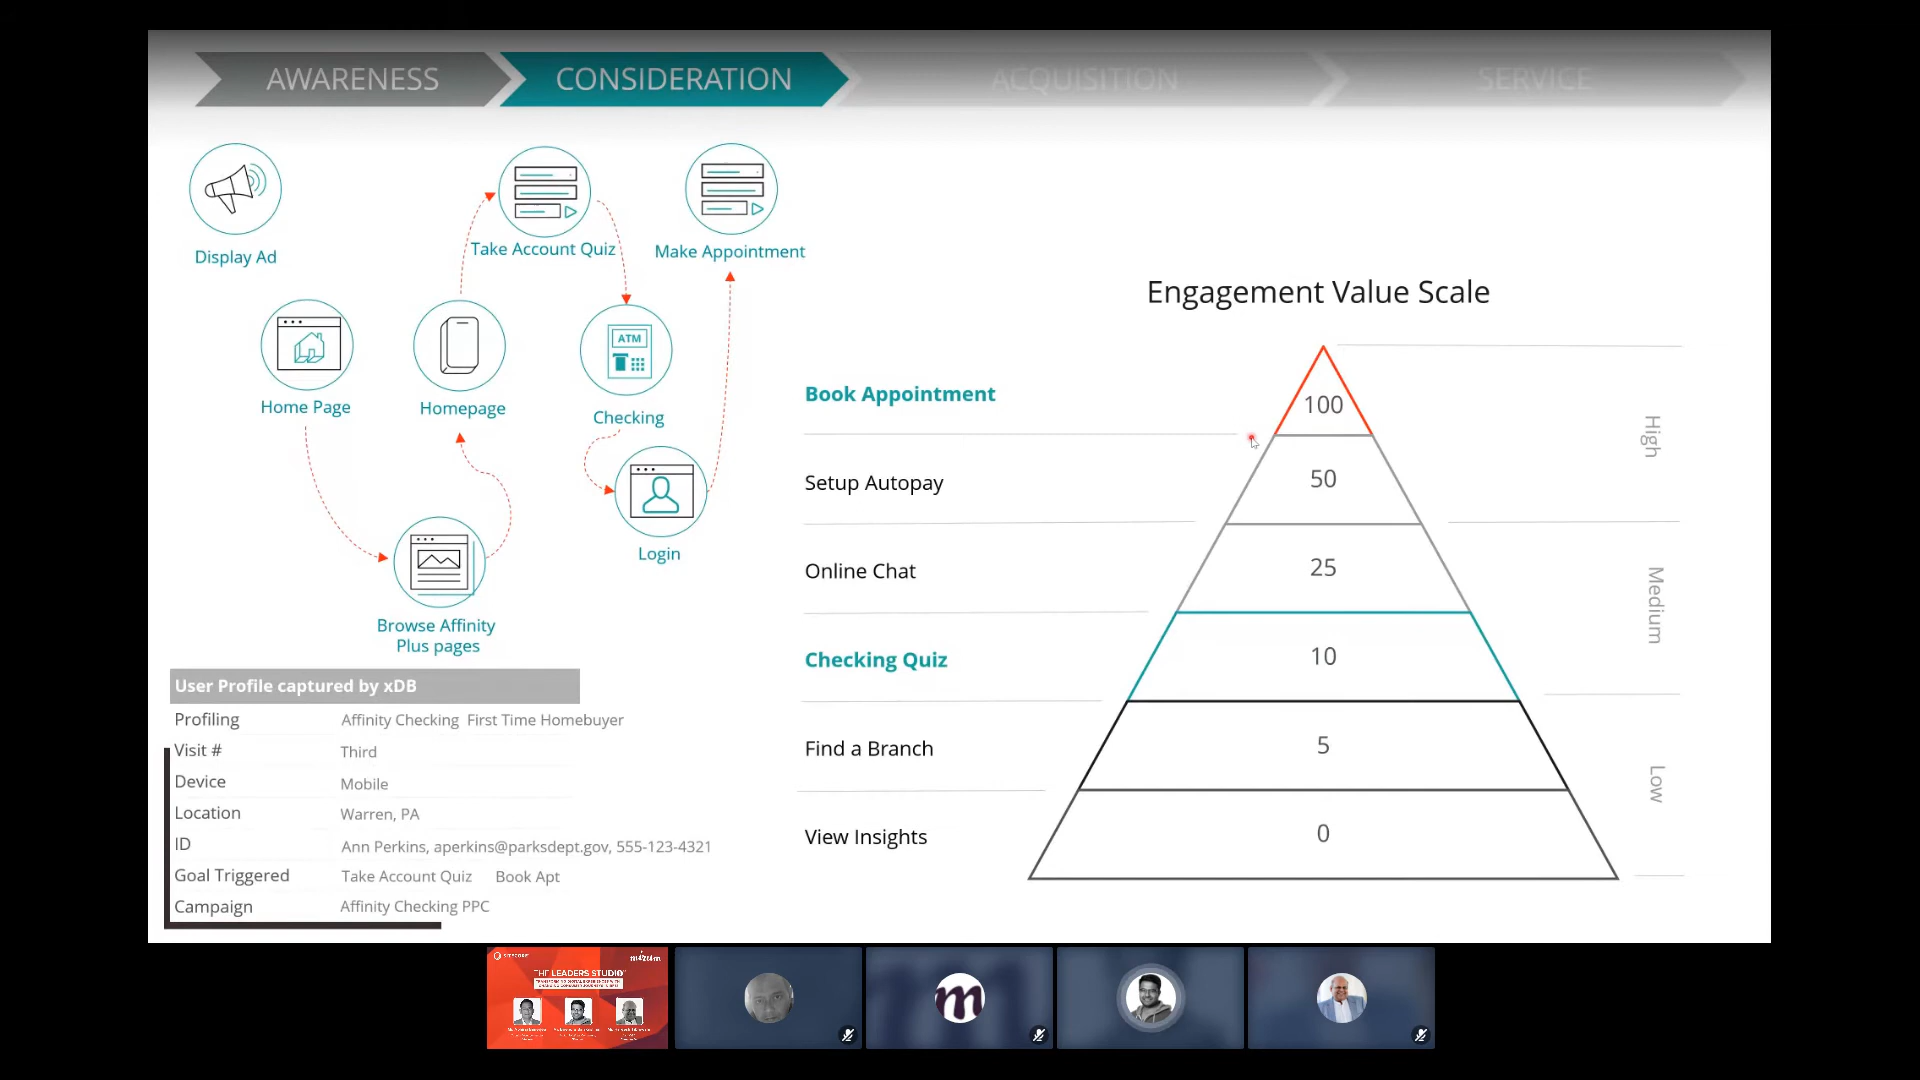 AWARENESS
CONSIDERATION
ACQUISITION
SERVICE
Display Ad
Take Account Quiz
Make Appointment
Home Page
Homepage
ATM
Checking
Login
Browse Affinity
Plus pages
Engagement Value Scale
Book Appointment
100
Setup Autopay
50
High
Online Chat
25
Medium
Checking Quiz
10
Find a Branch
5
Low
View Insights
0
User Profile captured by xDB
Profiling Affinity Checking First Time Homebuyer
Visit # Third
Device Mobile
Location Warren, PA
ID Ann Perkins, aperkins@parksdept.gov, 555-123-4321
Goal Triggered Take Account Quiz Book Apt
Campaign Affinity Checking PPC
THE LEADERS STUDIO
m